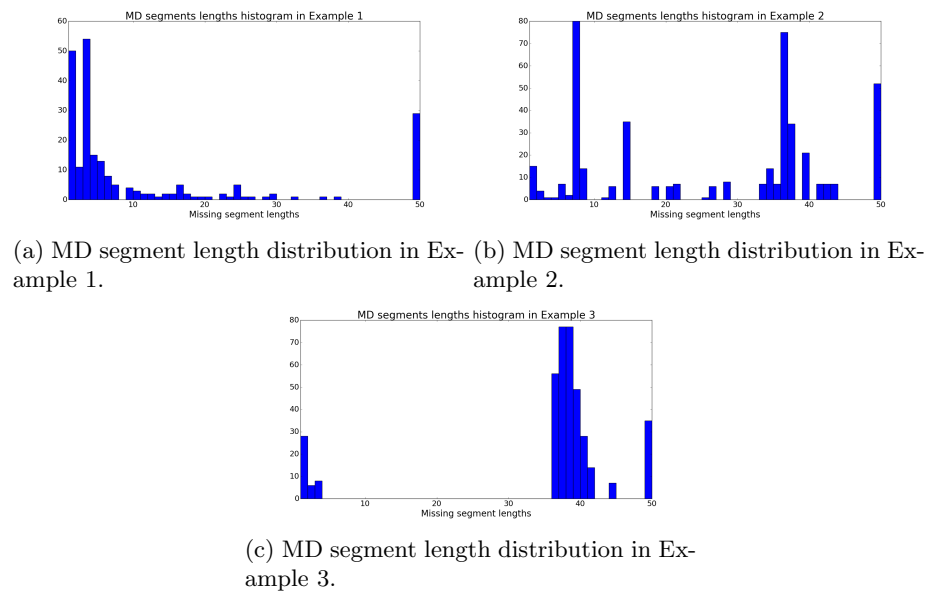 MD segments lengths histogram in Example 1
60
50
40
30
20
10
0
10 20 30 40 50
Missing segment lengths
(a) MD segment length distribution in Ex-
ample 1.
MD segments lengths histogram in Example 2
80
70
60
50
40
30
20
10
0
10 20 30 40 50
Missing segment lengths
(b) MD segment length distribution in Ex-
ample 2.
MD segments lengths histogram in Example 3
80
70
60
50
40
30
20
10
0
10 20 30 40 50
Missing segment lengths
(c) MD segment length distribution in Ex-
ample 3.